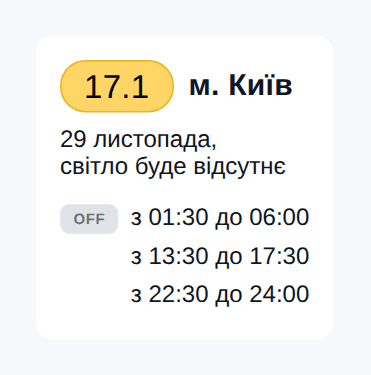 17.1 м. Київ
29 листопада,
світло буде відсутнє
OFF з 01:30 до 06:00
з 13:30 до 17:30
з 22:30 до 24:00